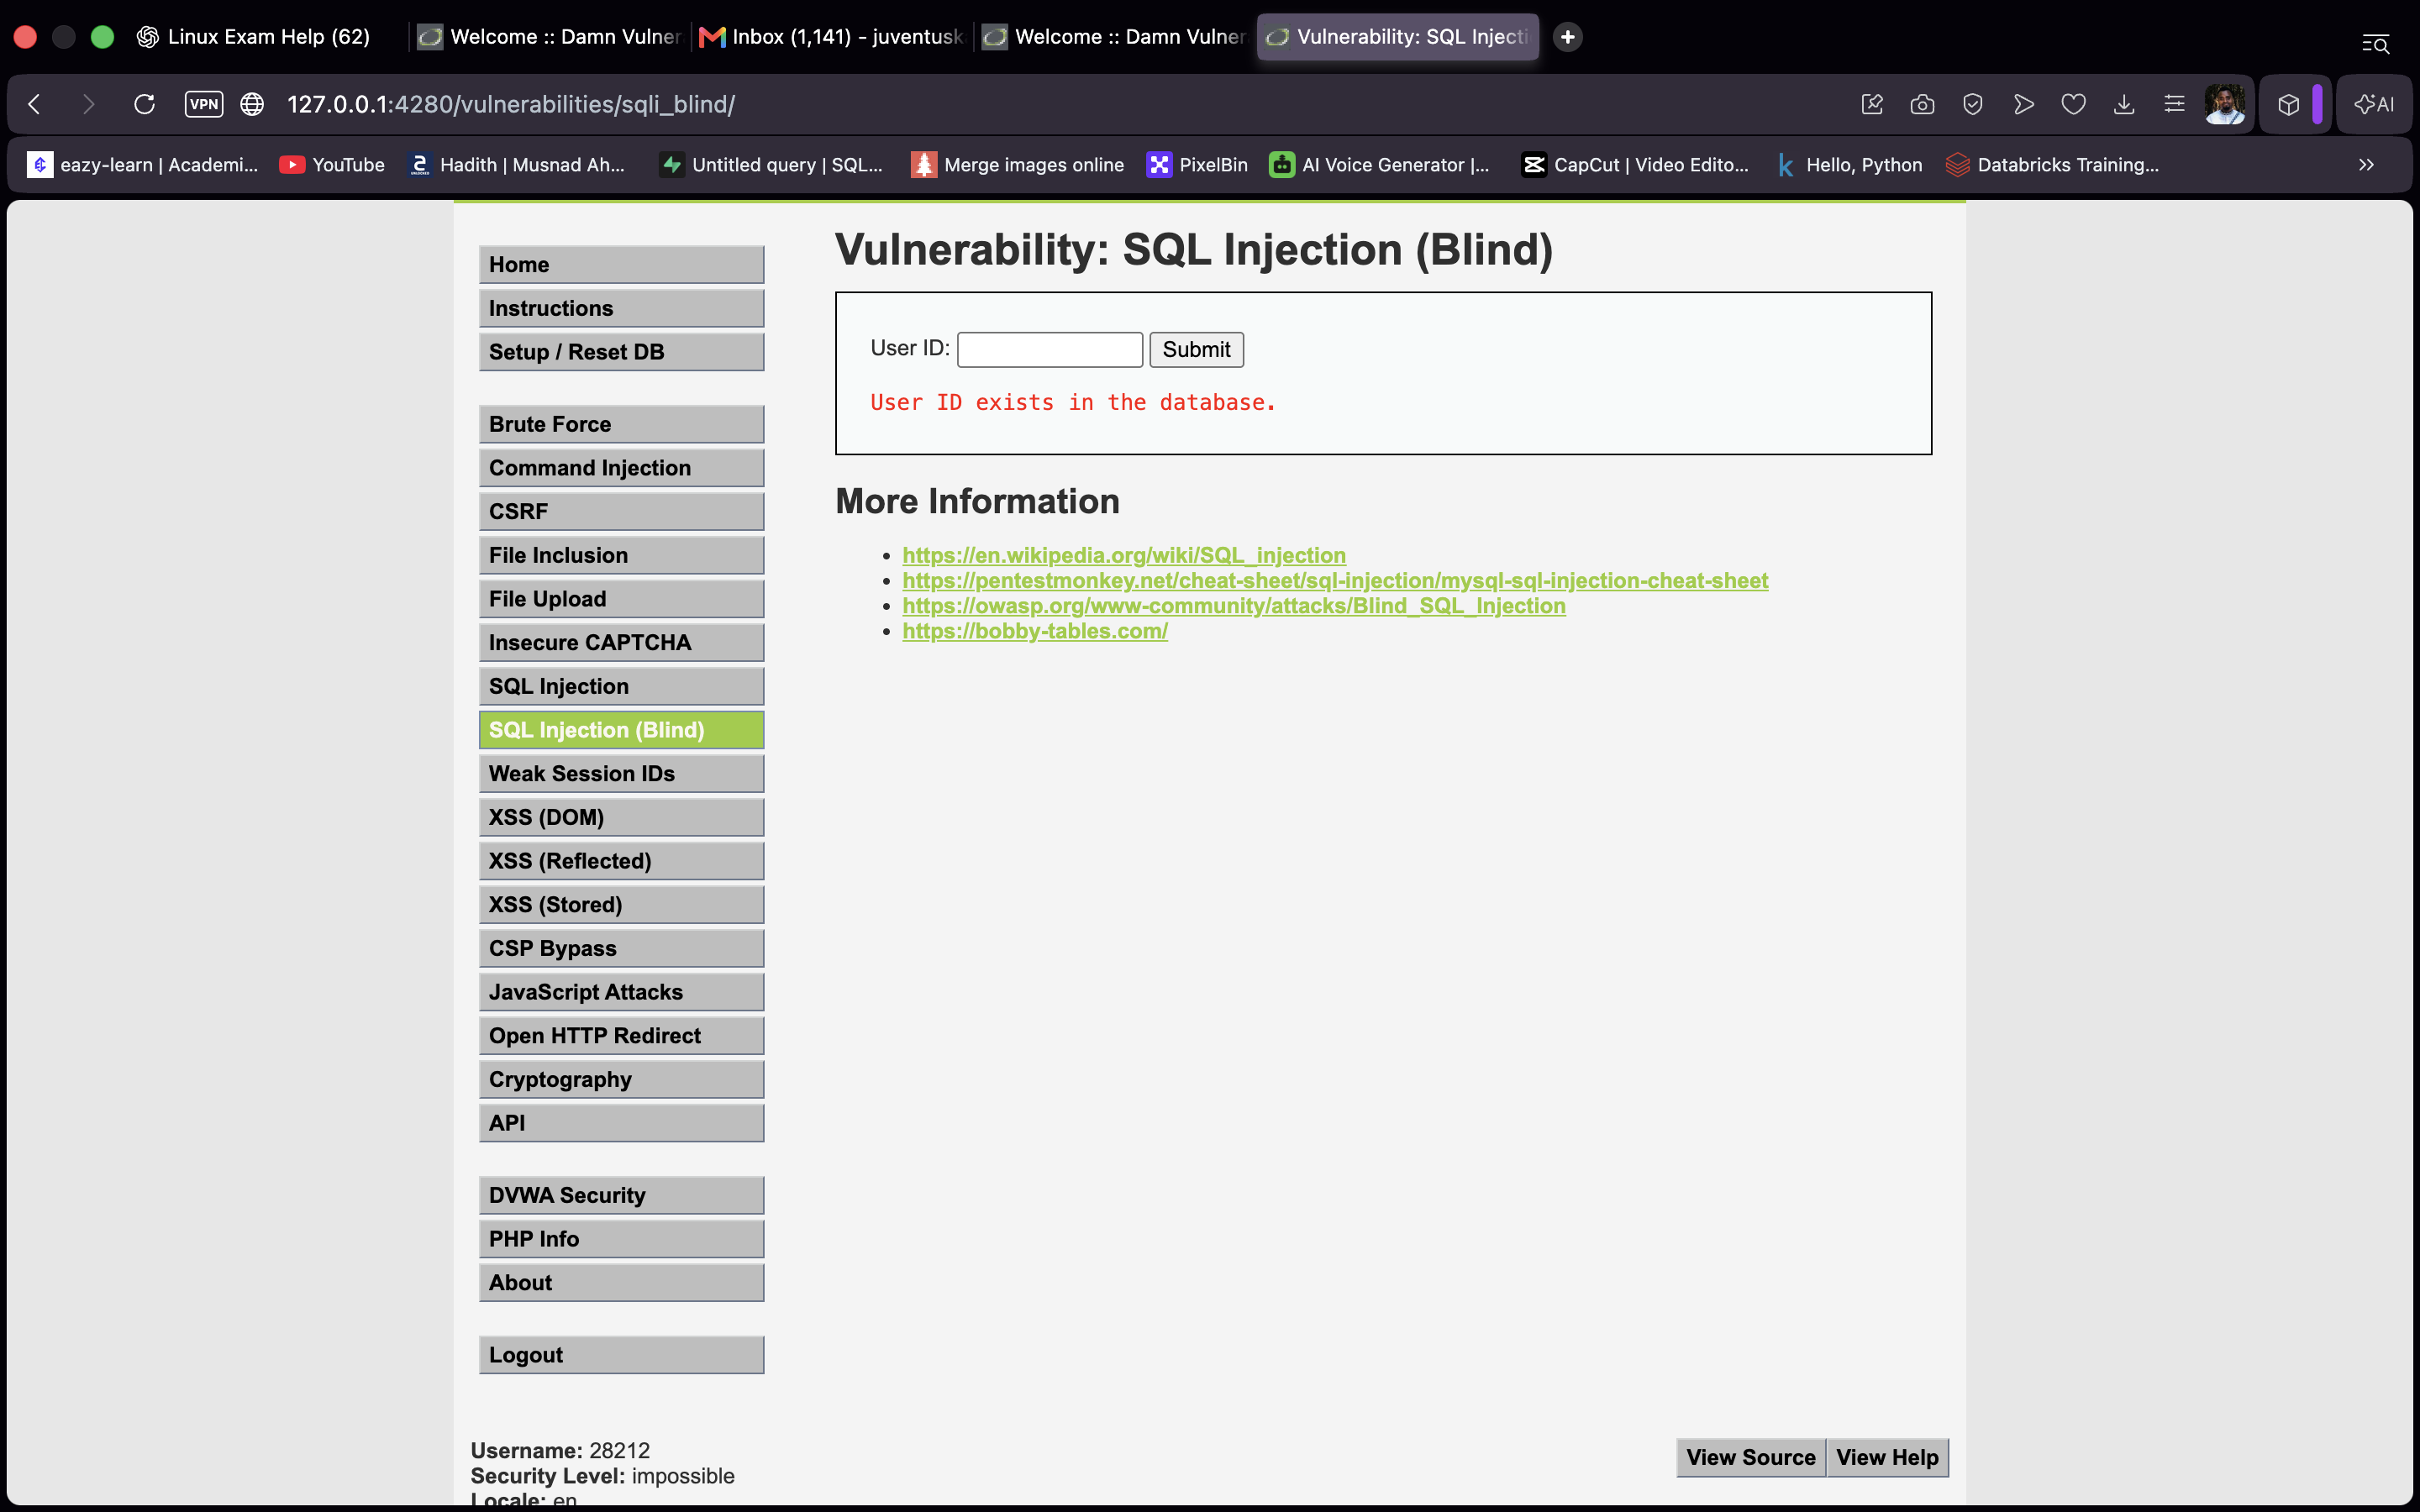 Linux Exam Help (62)
Welcome :: Damn Vulner
Inbox (1,141) - juventusk
Welcome :: Damn Vulner
Vulnerability: SQL Injecti
VPN
127.0.0.1:4280/vulnerabilities/sqli_blind/
AI
eazy-learn | Academi...
YouTube
Hadith | Musnad Ah...
Untitled query | SQL...
Merge images online
PixelBin
AI Voice Generator |...
CapCut | Video Edito...
Hello, Python
Databricks Training...
Home
Instructions
Setup / Reset DB
Brute Force
Command Injection
CSRF
File Inclusion
File Upload
Insecure CAPTCHA
SQL Injection
SQL Injection (Blind)
Weak Session IDs
XSS (DOM)
XSS (Reflected)
XSS (Stored)
CSP Bypass
JavaScript Attacks
Open HTTP Redirect
Cryptography
API
DVWA Security
PHP Info
About
Logout
Vulnerability: SQL Injection (Blind)
User ID:
Submit
User ID exists in the database.
More Information
https://en.wikipedia.org/wiki/SQL_injection
https://pentestmonkey.net/cheat-sheet/sql-injection/mysql-sql-injection-cheat-sheet
https://owasp.org/www-community/attacks/Blind_SQL_Injection
https://bobby-tables.com/
Username: 28212
Security Level: impossible
Locale: en
View Source
View Help